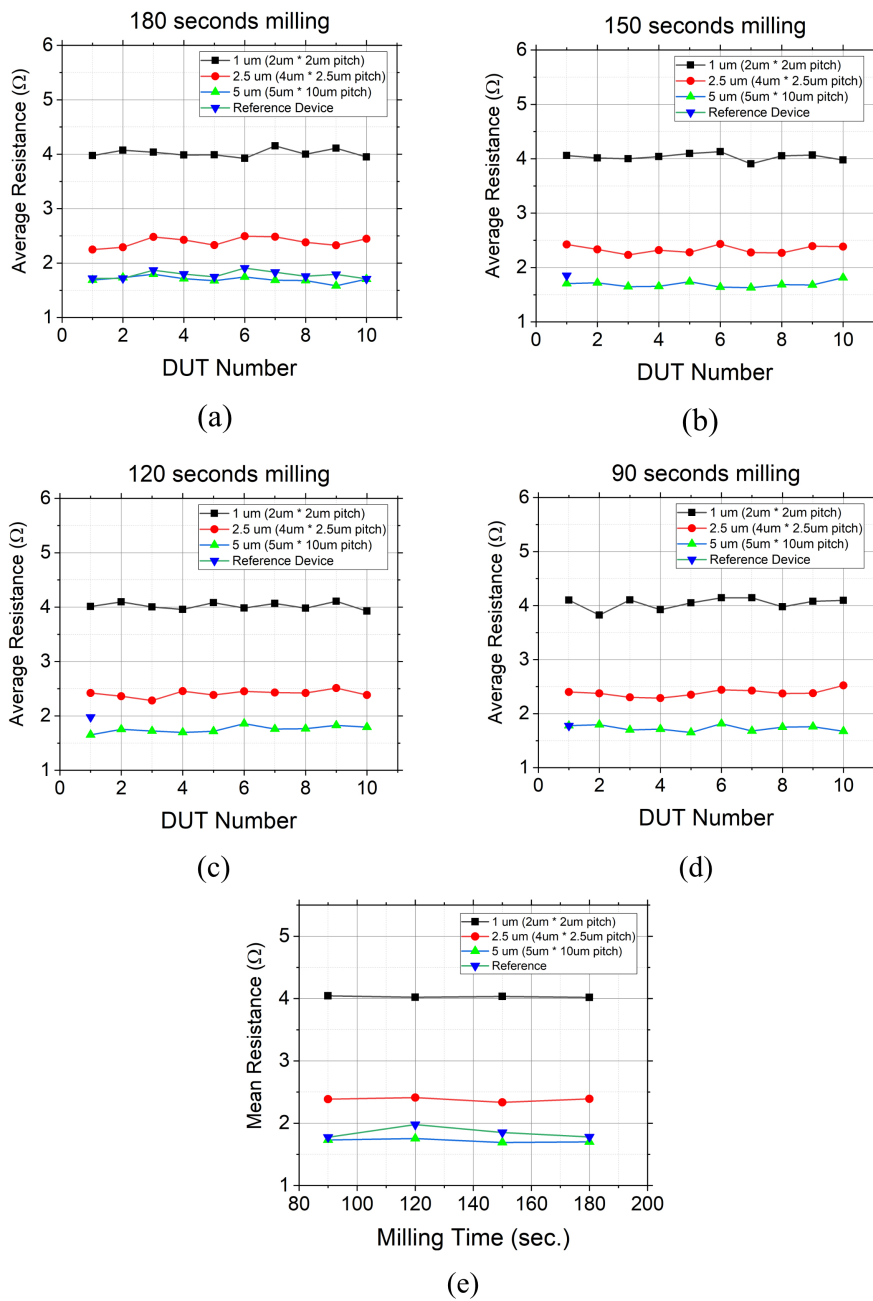 180 seconds milling
6
5
4
3
2
1
0
2
4
6
8
10
Average Resistance (Ω)
DUT Number
1 um (2um * 2um pitch)
2.5 um (4um * 2.5um pitch)
5 um (5um * 10um pitch)
Reference Device
(a)
150 seconds milling
6
5
4
3
2
1
0
2
4
6
8
10
Average Resistance (Ω)
DUT Number
1 um (2um * 2um pitch)
2.5 um (4um * 2.5um pitch)
5 um (5um * 10um pitch)
Reference Device
(b)
120 seconds milling
6
5
4
3
2
1
0
2
4
6
8
10
Average Resistance (Ω)
DUT Number
1 um (2um * 2um pitch)
2.5 um (4um * 2.5um pitch)
5 um (5um * 10um pitch)
Reference Device
(c)
90 seconds milling
6
5
4
3
2
1
0
2
4
6
8
10
Average Resistance (Ω)
DUT Number
1 um (2um * 2um pitch)
2.5 um (4um * 2.5um pitch)
5 um (5um * 10um pitch)
Reference Device
(d)
5
4
3
2
1
80
100
120
140
160
180
200
Mean Resistance (Ω)
Milling Time (sec.)
1 um (2um * 2um pitch)
2.5 um (4um * 2.5um pitch)
5 um (5um * 10um pitch)
Reference
(e)